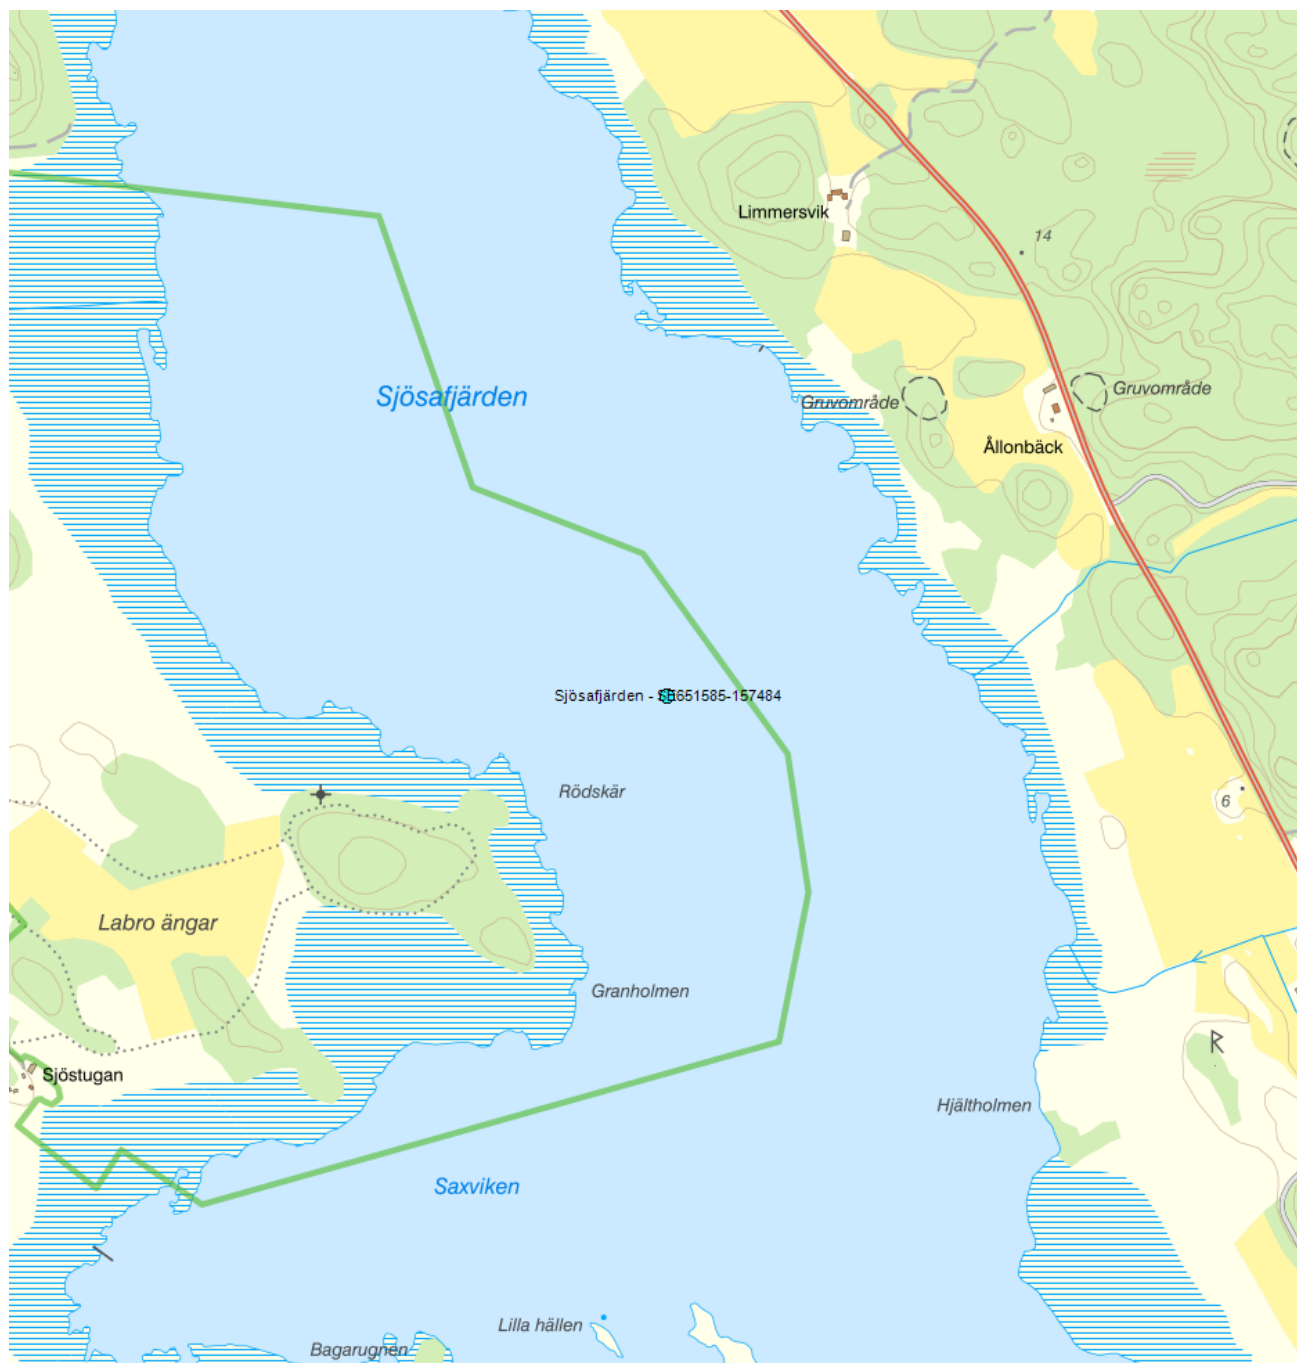 Limmersvik
14
Sjösafjärden
Gruvområde
Gruvområde
Ållonbäck
Sjösafjärden - SE651585-157484
Rödskär
6
Labro ängar
Granholmen
Sjöstugan
Hjältholmen
Saxviken
Lilla hällen
Bagarugnen